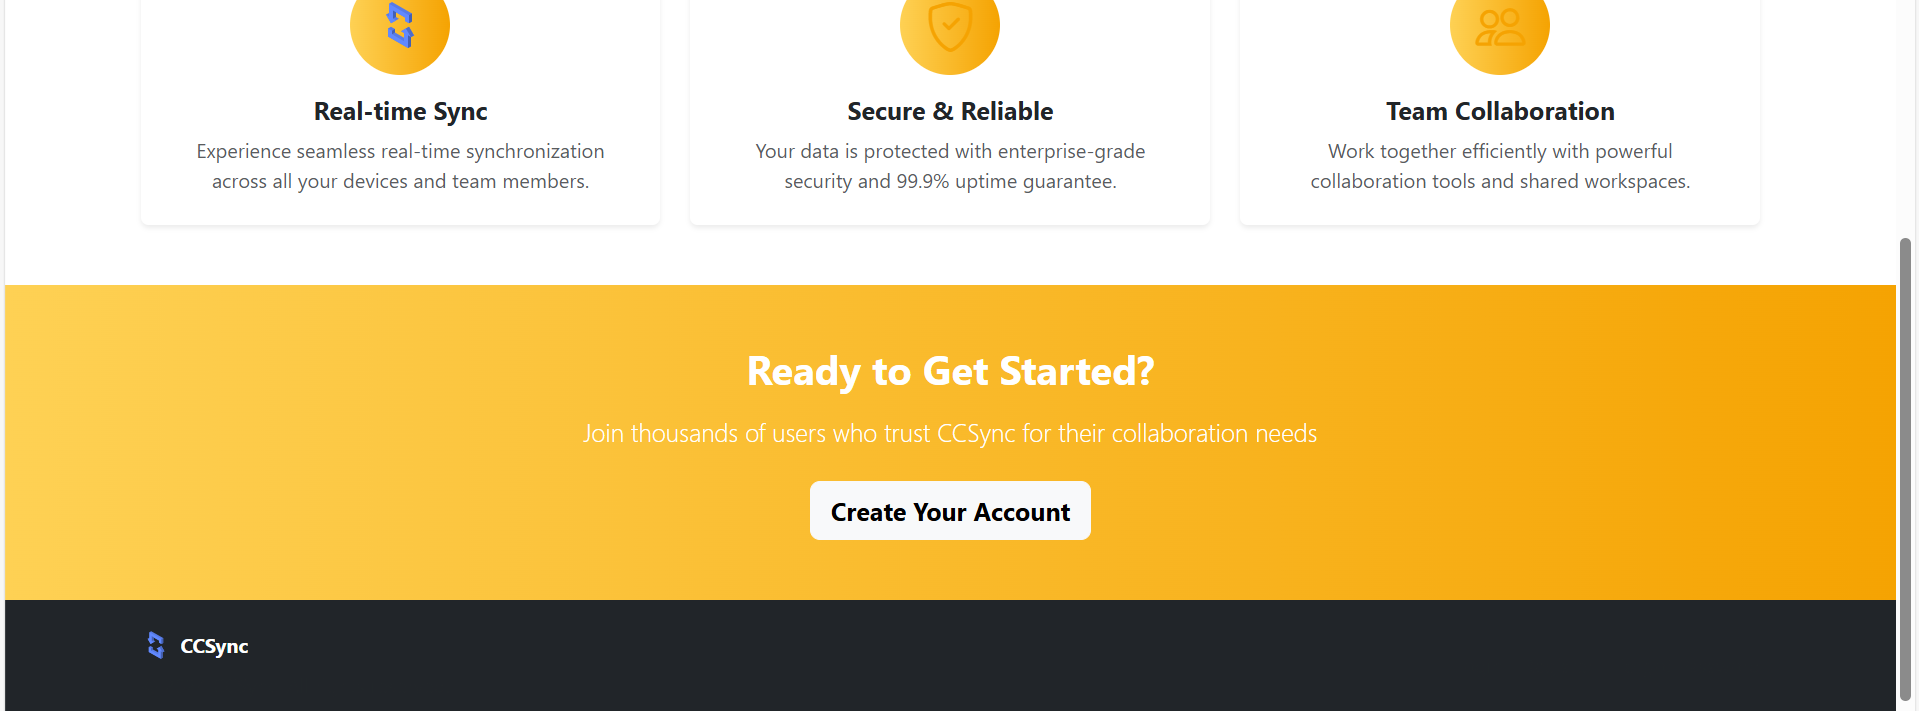 Real-time Sync
Experience seamless real-time synchronization
across all your devices and team members.
Secure & Reliable
Your data is protected with enterprise-grade
security and 99.9% uptime guarantee.
Team Collaboration
Work together efficiently with powerful
collaboration tools and shared workspaces.
Ready to Get Started?
Join thousands of users who trust CCSync for their collaboration needs
Create Your Account
CCSync